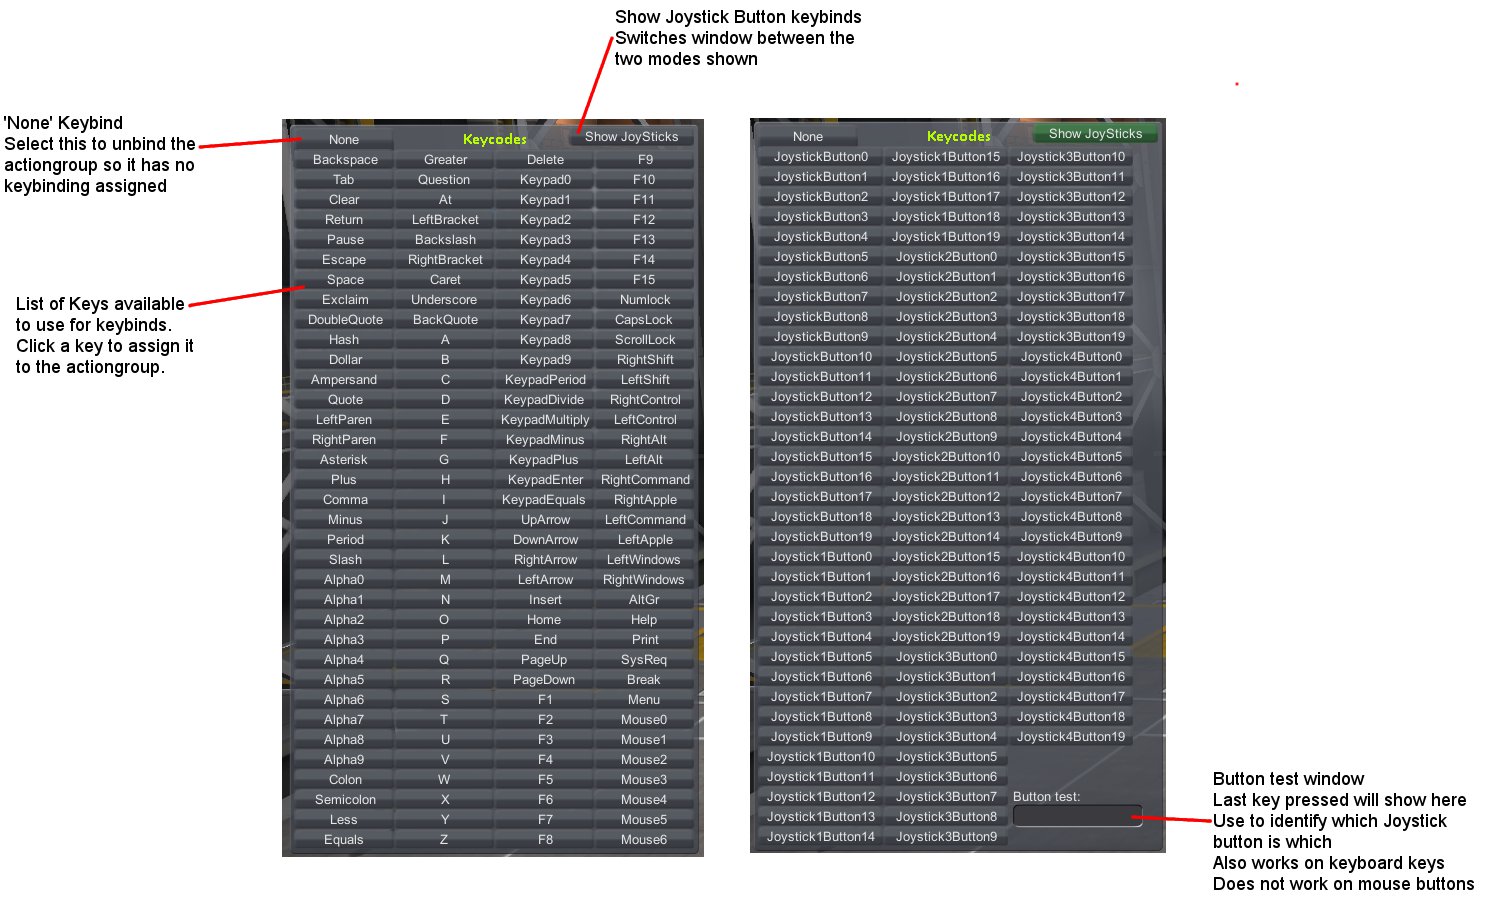 Show Joystick Button keybinds
Switches window between the
two modes shown
'None' Keybind
Select this to unbind the
actiongroup so it has no
keybinding assigned
List of Keys available
to use for keybinds.
Click a key to assign it
to the actiongroup.
None Keycodes Show JoySticks
Backspace Greater Delete F9
Tab Question Keypad0 F10
Clear At Keypad1 F11
Return LeftBracket Keypad2 F12
Pause Backslash Keypad3 F13
Escape RightBracket Keypad4 F14
Space Caret Keypad5 F15
Exclaim Underscore Keypad6 Numlock
DoubleQuote BackQuote Keypad7 CapsLock
Hash A Keypad8 ScrollLock
Dollar B Keypad9 RightShift
Ampersand C KeypadPeriod LeftShift
Quote D KeypadDivide RightControl
LeftParen E KeypadMultiply LeftControl
RightParen F KeypadMinus RightAlt
Asterisk G KeypadPlus LeftAlt
Plus H KeypadEnter RightCommand
Comma I KeypadEquals RightApple
Minus J UpArrow LeftCommand
Period K DownArrow LeftApple
Slash L RightArrow LeftWindows
Alpha0 M LeftArrow RightWindows
Alpha1 N Insert AltGr
Alpha2 O Home Help
Alpha3 P End Print
Alpha4 Q PageUp SysReq
Alpha5 R PageDown Break
Alpha6 S F1 Menu
Alpha7 T F2 Mouse0
Alpha8 U F3 Mouse1
Alpha9 V F4 Mouse2
Colon W F5 Mouse3
Semicolon X F6 Mouse4
Less Y F7 Mouse5
Equals Z F8 Mouse6
None Keycodes Show JoySticks
JoystickButton0 Joystick1Button15 Joystick3Button10
JoystickButton1 Joystick1Button16 Joystick3Button11
JoystickButton2 Joystick1Button17 Joystick3Button12
JoystickButton3 Joystick1Button18 Joystick3Button13
JoystickButton4 Joystick1Button19 Joystick3Button14
JoystickButton5 Joystick2Button0 Joystick3Button15
JoystickButton6 Joystick2Button1 Joystick3Button16
JoystickButton7 Joystick2Button2 Joystick3Button17
JoystickButton8 Joystick2Button3 Joystick3Button18
JoystickButton9 Joystick2Button4 Joystick3Button19
JoystickButton10 Joystick2Button5 Joystick4Button0
JoystickButton11 Joystick2Button6 Joystick4Button1
JoystickButton12 Joystick2Button7 Joystick4Button2
JoystickButton13 Joystick2Button8 Joystick4Button3
JoystickButton14 Joystick2Button9 Joystick4Button4
JoystickButton15 Joystick2Button10 Joystick4Button5
JoystickButton16 Joystick2Button11 Joystick4Button6
JoystickButton17 Joystick2Button12 Joystick4Button7
JoystickButton18 Joystick2Button13 Joystick4Button8
JoystickButton19 Joystick2Button14 Joystick4Button9
Joystick1Button0 Joystick2Button15 Joystick4Button10
Joystick1Button1 Joystick2Button16 Joystick4Button11
Joystick1Button2 Joystick2Button17 Joystick4Button12
Joystick1Button3 Joystick2Button18 Joystick4Button13
Joystick1Button4 Joystick2Button19 Joystick4Button14
Joystick1Button5 Joystick3Button0 Joystick4Button15
Joystick1Button6 Joystick3Button1 Joystick4Button16
Joystick1Button7 Joystick3Button2 Joystick4Button17
Joystick1Button8 Joystick3Button3 Joystick4Button18
Joystick1Button9 Joystick3Button4 Joystick4Button19
Joystick1Button10 Joystick3Button5
Joystick1Button11 Joystick3Button6
Joystick1Button12 Joystick3Button7 Button test:
Joystick1Button13 Joystick3Button8
Joystick1Button14 Joystick3Button9
Button test window
Last key pressed will show here
Use to identify which Joystick
button is which
Also works on keyboard keys
Does not work on mouse buttons